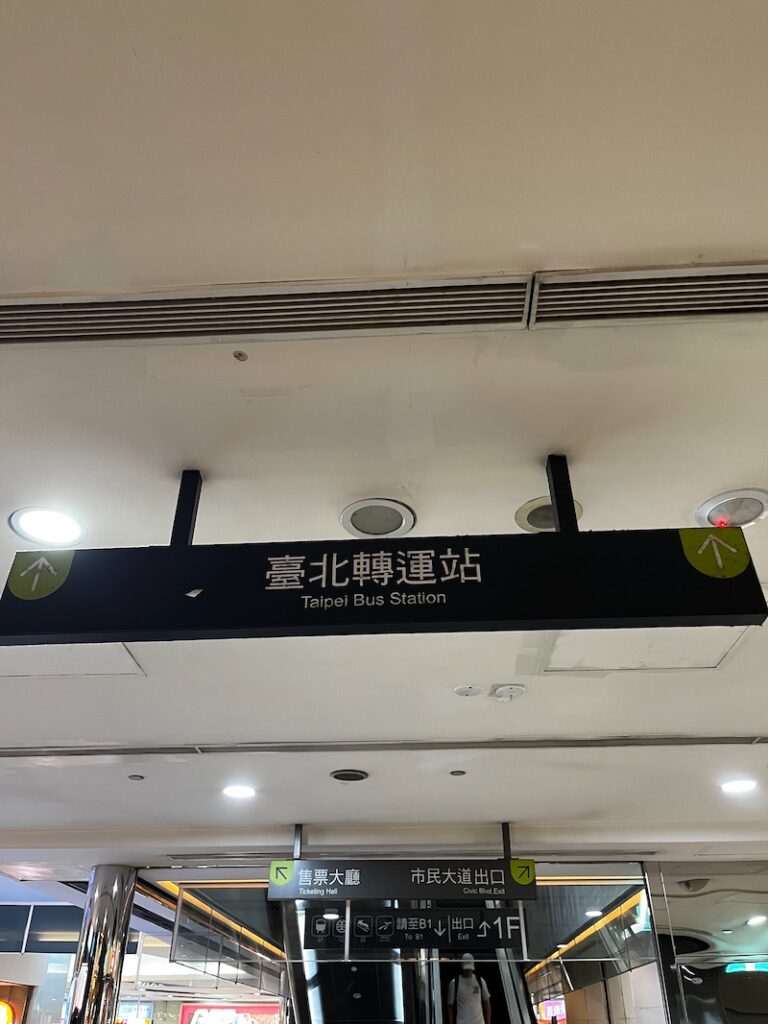 臺北轉運站
Taipei Bus Station
售票大廳
Ticketing Hall
市民大道出口
Civic Blvd. Exit
請至B1
To B1
出口
Exit
1F